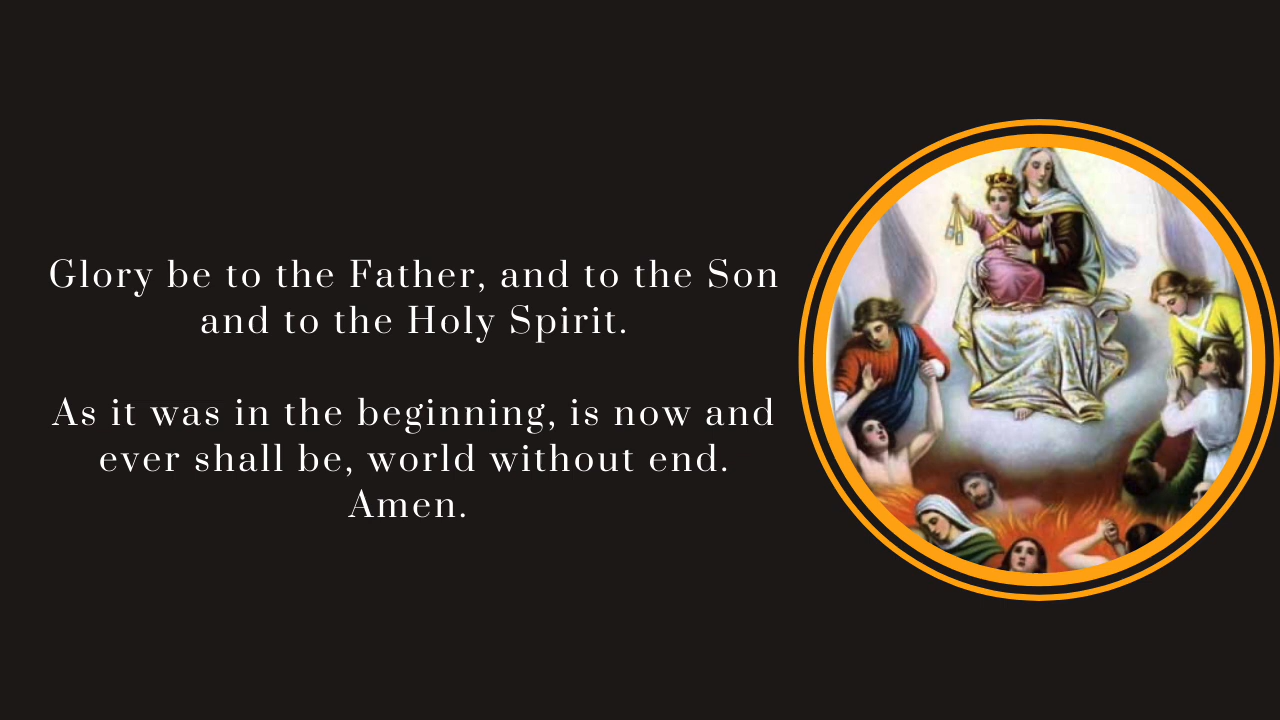 Glory be to the Father, and to the Son
and to the Holy Spirit.
As it was in the beginning, is now and
ever shall be, world without end.
Amen.